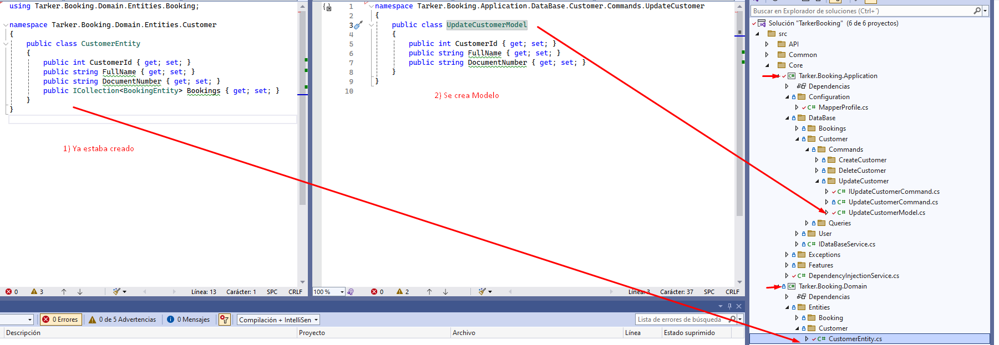 using Tarker.Booking.Domain.Entities.Booking;
namespace Tarker.Booking.Domain.Entities.Customer
{
public class CustomerEntity
{
public int CustomerId { get; set; }
public string FullName { get; set; }
public string DocumentNumber { get; set; }
public ICollection<BookingEntity> Bookings { get; set; }
}
}
1) Ya estaba creado
0 3 Línea: 13 Carácter: 1 SPC CRLF
1 namespace Tarker.Booking.Application.DataBase.Customer.Commands.UpdateCustomer
2 {
3 public class UpdateCustomerModel
4 {
5 public int CustomerId { get; set; }
6 public string FullName { get; set; }
7 public string DocumentNumber { get; set; }
8 }
9 }
10
2) Se crea Modelo
100 % 0 2 Línea: 3 Carácter: 37 SPC CRLF
0 Errores 0 de 5 Advertencias 0 Mensajes Compilación + IntelliSen Lista de errores de búsqueda
Descripción Proyecto Archivo Línea Estado suprimido
Buscar en Explorador de soluciones (Ctrl+´)
Solución "TarkerBooking" (6 de 6 proyectos)
src
API
Common
Core
C# Tarker.Booking.Application
Dependencias
Configuration
C# MapperProfile.cs
DataBase
Bookings
Customer
Commands
CreateCustomer
DeleteCustomer
UpdateCustomer
C# IUpdateCustomerCommand.cs
C# UpdateCustomerCommand.cs
C# UpdateCustomerModel.cs
Queries
User
C# IDataBaseService.cs
Exceptions
Features
C# DependencyInjectionService.cs
C# Tarker.Booking.Domain
Dependencias
Entities
Booking
Customer
C# CustomerEntity.cs